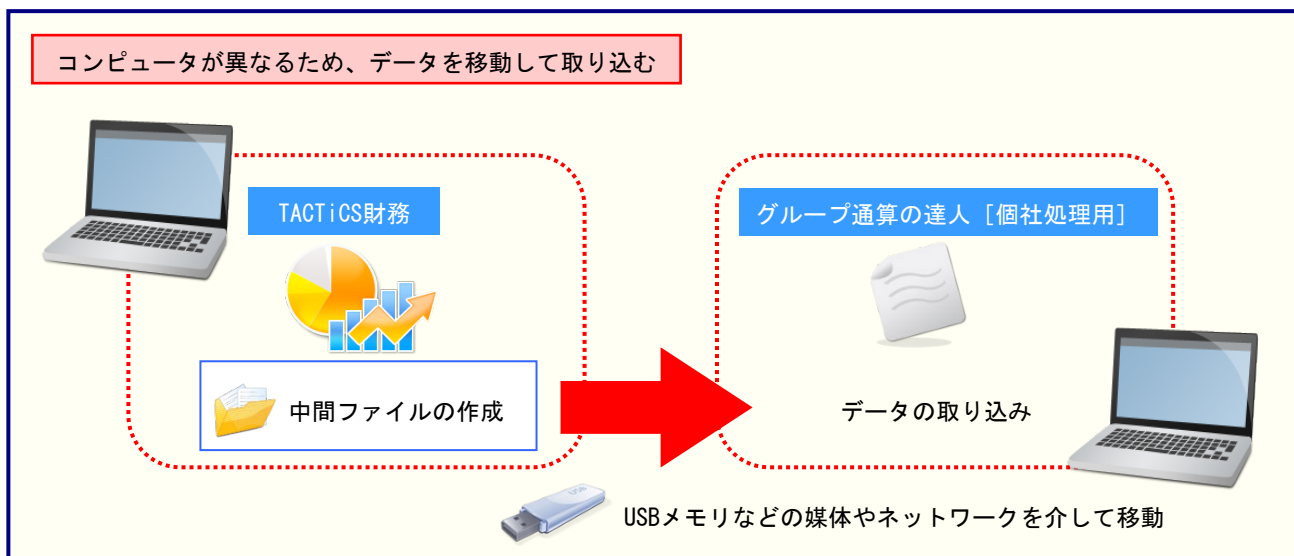 コンピュータが異なるため、データを移動して取り込む
TACTiCS財務
グループ通算の達人［個社処理用］
中間ファイルの作成
データの取り込み
USB
USBメモリなどの媒体やネットワークを介して移動